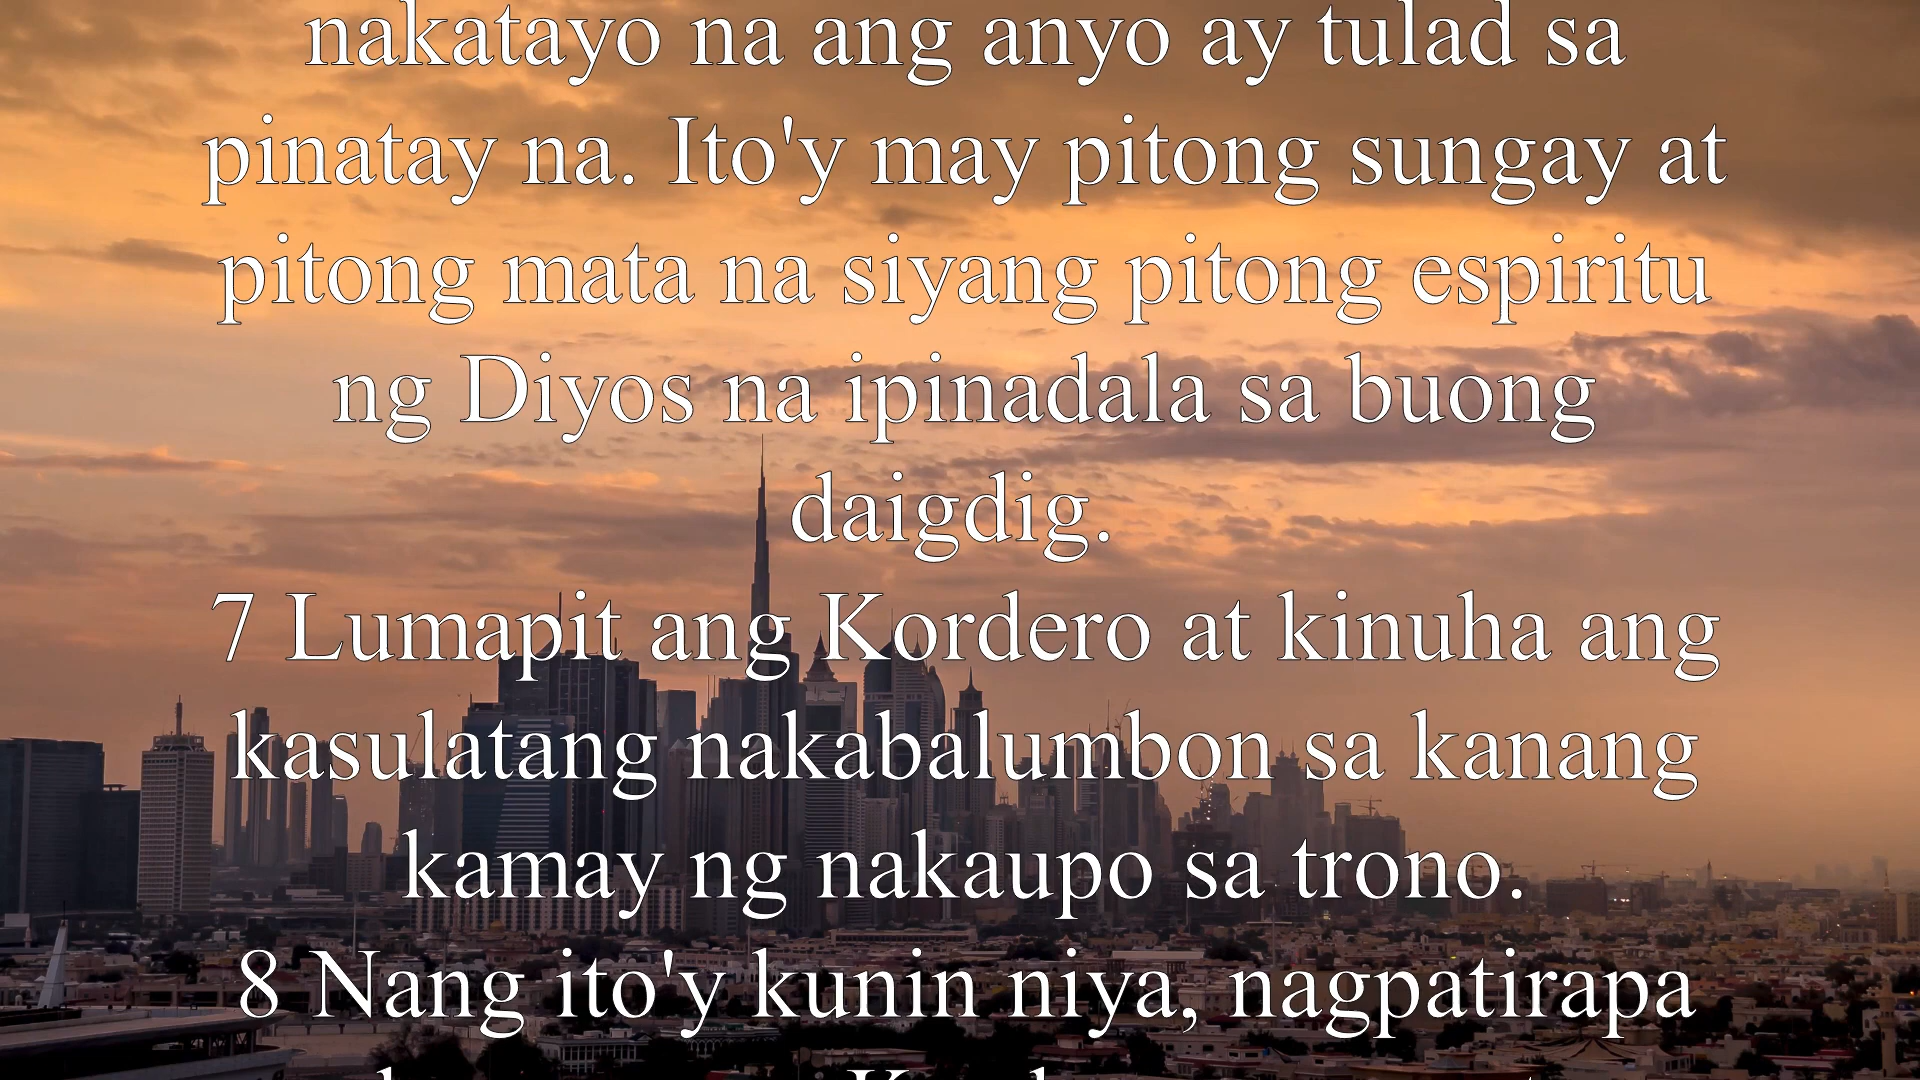 nakatayo na ang anyo ay tulad sa
pinatay na. Ito'y may pitong sungay at
pitong mata na siyang pitong espiritu
ng Diyos na ipinadala sa buong
daigdig.
7 Lumapit ang Kordero at kinuha ang
kasulatang nakabalumbon sa kanang
kamay ng nakaupo sa trono.
8 Nang ito'y kunin niya, nagpatirapa